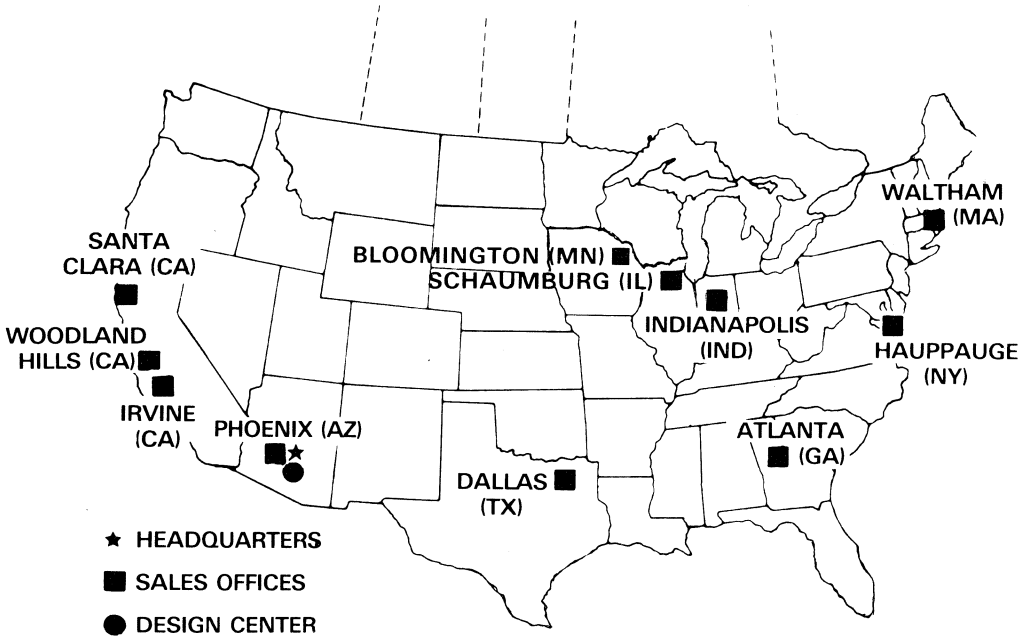 WALTHAM
(MA)
SANTA
CLARA (CA)
BLOOMINGTON (MN)
SCHAUMBURG (IL)
INDIANAPOLIS
(IND)
WOODLAND
HILLS (CA)
HAUPPAUGE
(NY)
IRVINE
(CA)
PHOENIX (AZ)
ATLANTA
(GA)
DALLAS
(TX)
HEADQUARTERS
SALES OFFICES
DESIGN CENTER